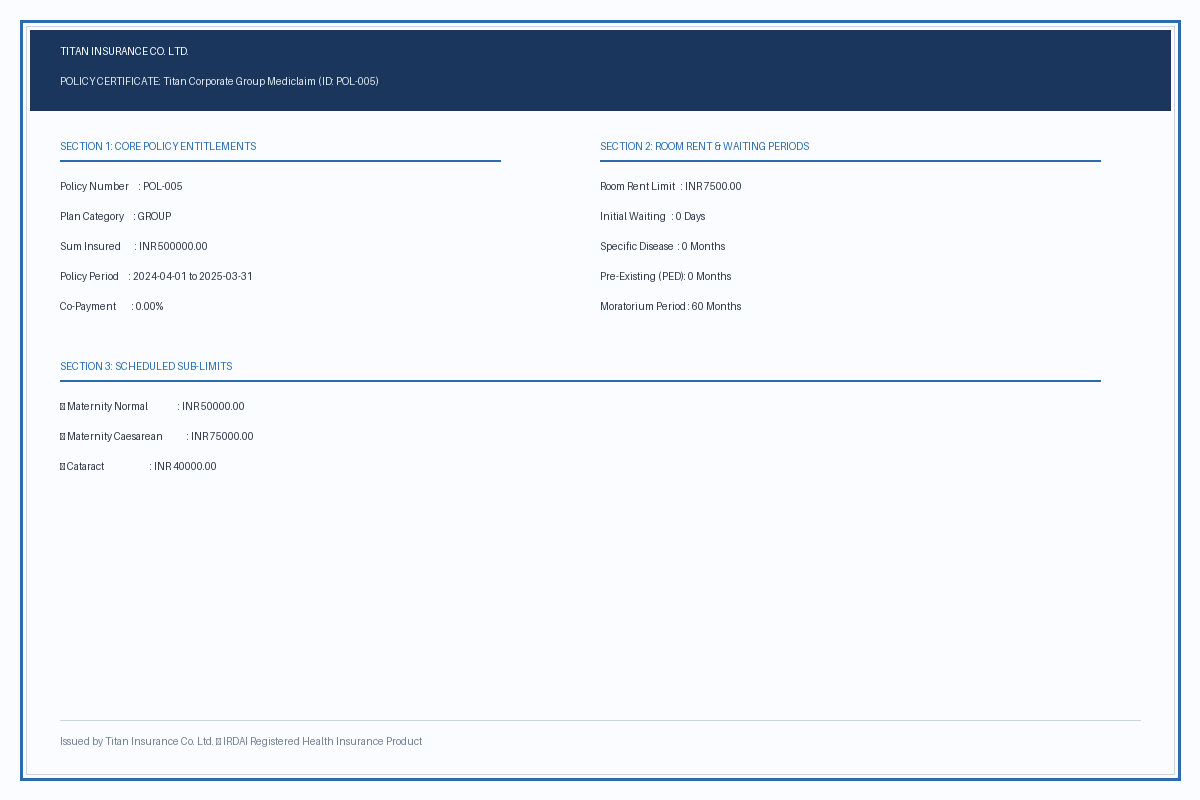 TITAN INSURANCE CO. LTD.
POLICY CERTIFICATE: Titan Corporate Group Mediclaim (ID: POL-005)
SECTION 1: CORE POLICY ENTITLEMENTS
Policy Number : POL-005
Plan Category : GROUP
Sum Insured : INR 500000.00
Policy Period : 2024-04-01 to 2025-03-31
Co-Payment : 0.00%
SECTION 2: ROOM RENT & WAITING PERIODS
Room Rent Limit : INR 7500.00
Initial Waiting : 0 Days
Specific Disease : 0 Months
Pre-Existing (PED): 0 Months
Moratorium Period : 60 Months
SECTION 3: SCHEDULED SUB-LIMITS
Maternity Normal : INR 50000.00
Maternity Caesarean : INR 75000.00
Cataract : INR 40000.00
Issued by Titan Insurance Co. Ltd. IRDAI Registered Health Insurance Product